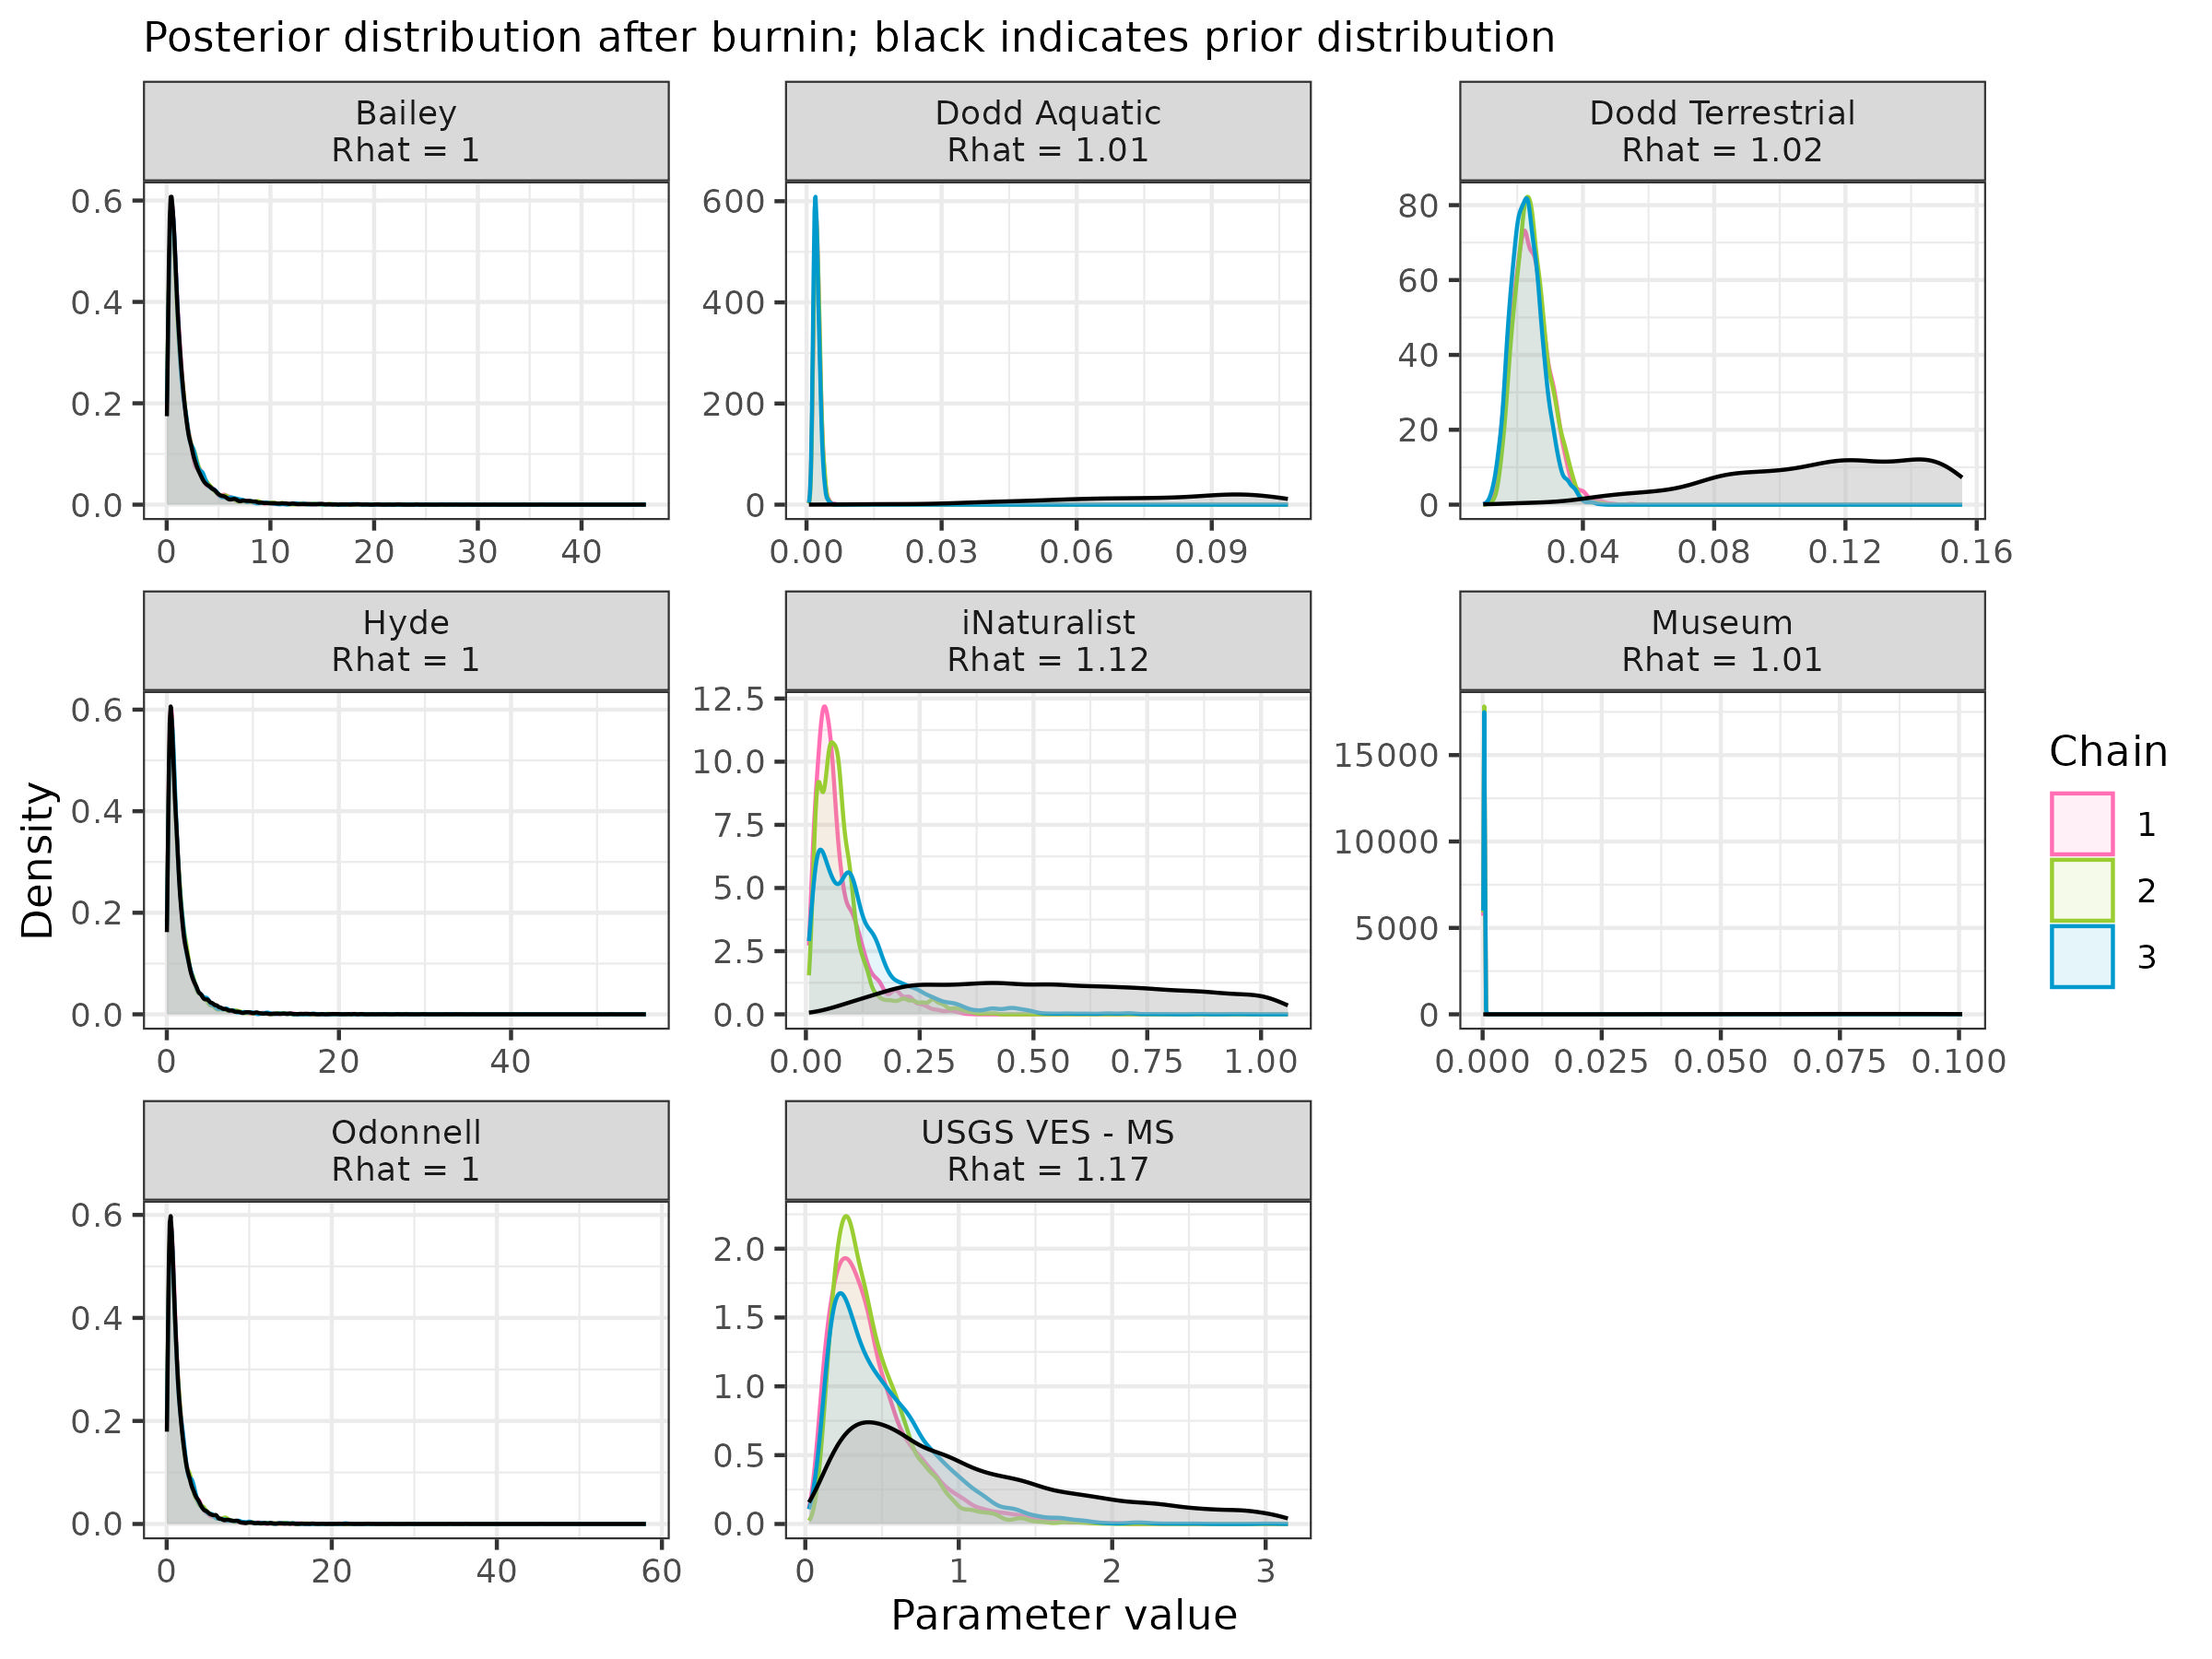 Posterior distribution after burnin; black indicates prior distribution
Bailey
Rhat = 1
0.6
0.4
0.2
0.0
0 10 20 30 40
Dodd Aquatic
Rhat = 1.01
600
400
200
0
0.00 0.03 0.06 0.09
Dodd Terrestrial
Rhat = 1.02
80
60
40
20
0
0.04 0.08 0.12 0.16
Hyde
Rhat = 1
0.6
0.4
0.2
0.0
0 20 40
iNaturalist
Rhat = 1.12
12.5
10.0
7.5
5.0
2.5
0.0
0.00 0.25 0.50 0.75 1.00
Museum
Rhat = 1.01
15000
10000
5000
0
0.000 0.025 0.050 0.075 0.100
Odonnell
Rhat = 1
0.6
0.4
0.2
0.0
0 20 40 60
USGS VES - MS
Rhat = 1.17
2.0
1.5
1.0
0.5
0.0
0 1 2 3
Density
Parameter value
Chain
1
2
3